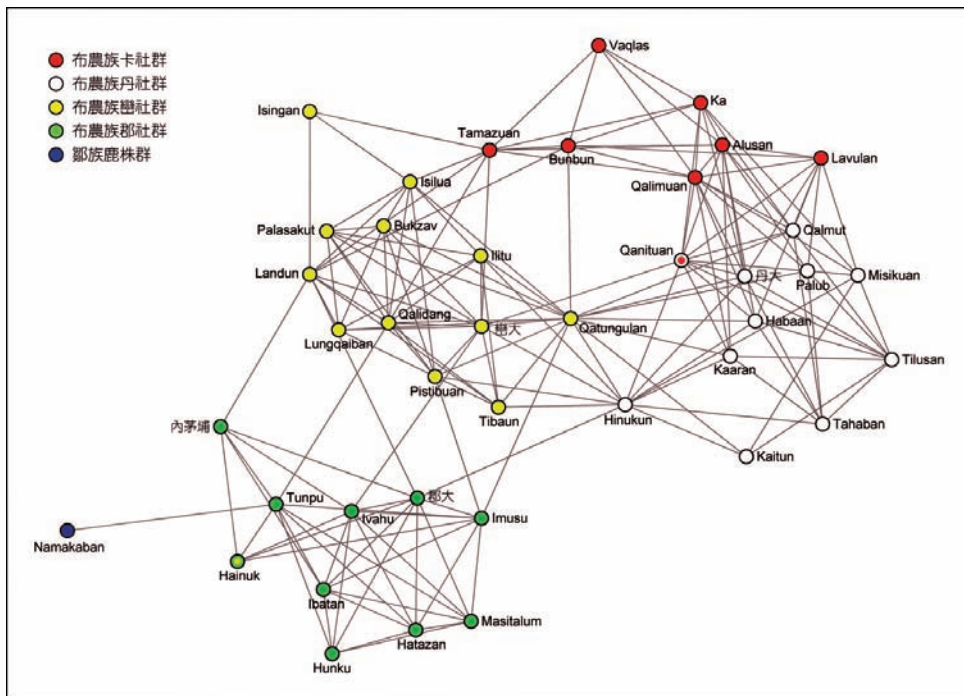 布農族卡社群
布農族丹社群
布農族巒社群
布農族郡社群
鄒族鹿株群
Vaqlas
Ka
Isingan
Tamazuan
Bunbun
Alusan
Lavulan
Qalimuan
Isilua
Palasakut
Bukzav
Qalmut
Ilitu
Qanituan
Landun
丹大
Palub
Misikuan
Qalidang
巒大
Qatungulan
Habaan
Lungqaiban
Kaaran
Tilusan
Pistibuan
Tibaun
Hinukun
Tahaban
內茅埔
Kaitun
Tunpu
郡大
Ivahu
Imusu
Namakaban
Hainuk
Ibatan
Masitalum
Hatazan
Hunku